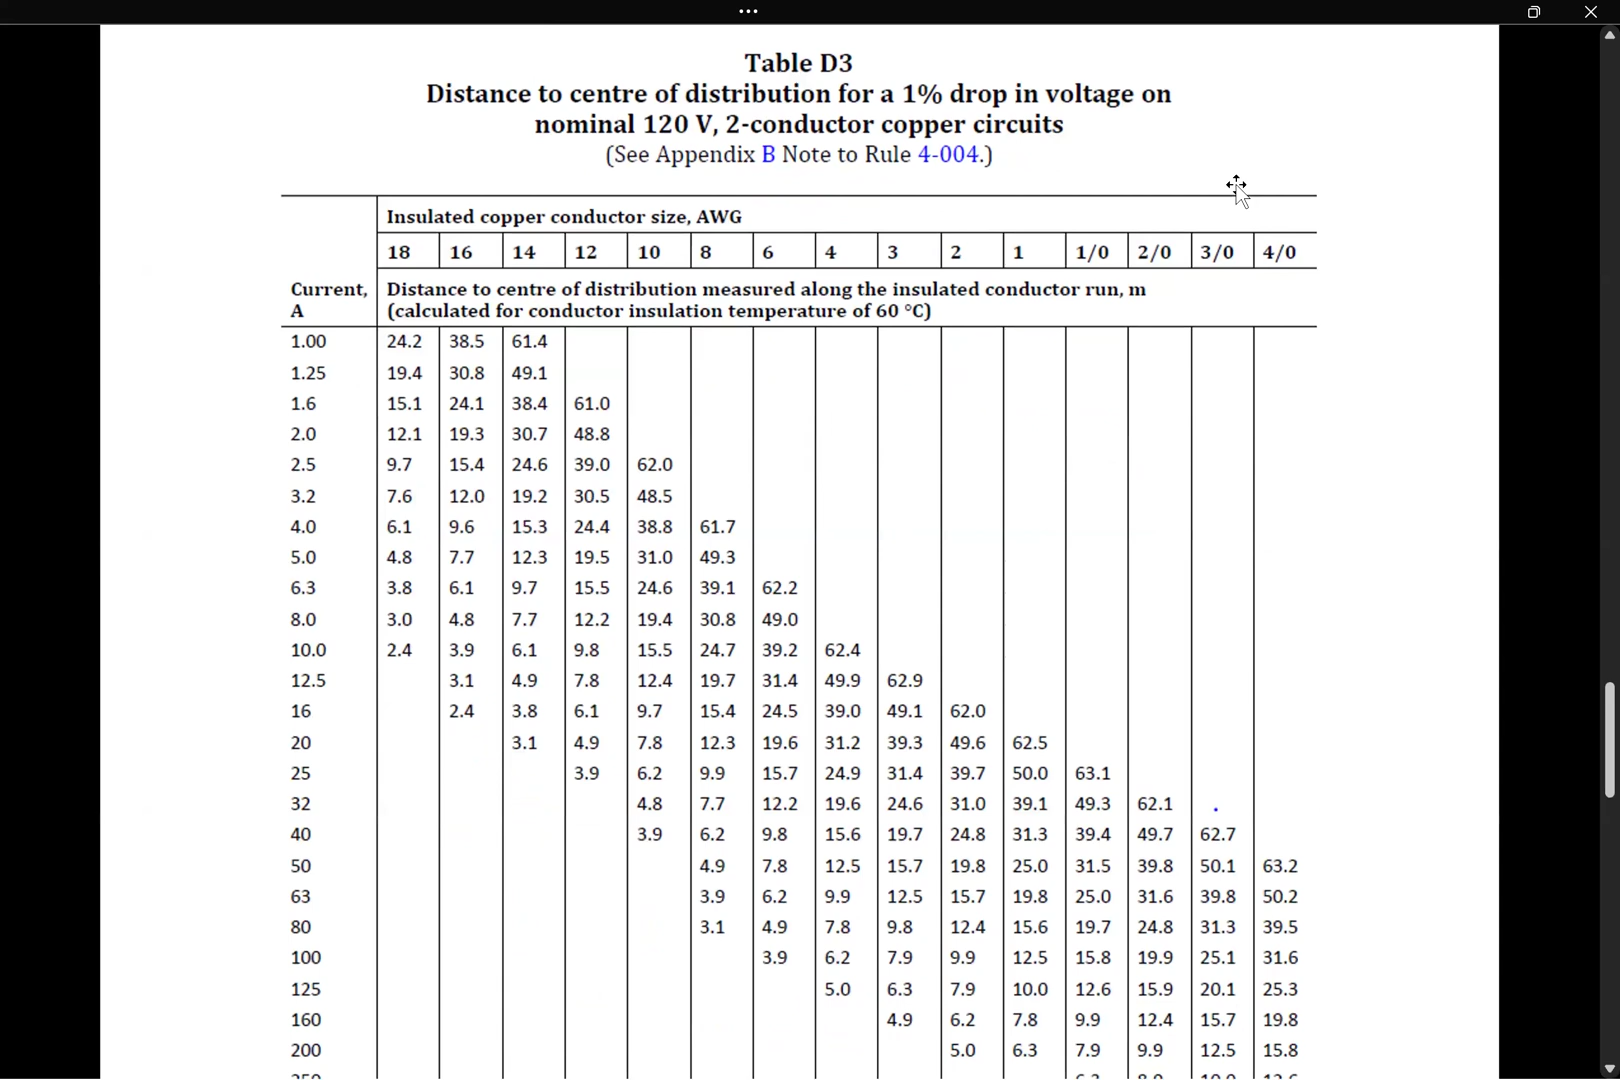 Table D3
Distance to centre of distribution for a 1% drop in voltage on
nominal 120 V, 2-conductor copper circuits
(See Appendix B Note to Rule 4-004.)
Insulated copper conductor size, AWG
18 16 14 12 10 8 6 4 3 2 1 1/0 2/0 3/0 4/0
Current, A
Distance to centre of distribution measured along the insulated conductor run, m
(calculated for conductor insulation temperature of 60 °C)
1.00 24.2 38.5 61.4
1.25 19.4 30.8 49.1
1.6 15.1 24.1 38.4 61.0
2.0 12.1 19.3 30.7 48.8
2.5 9.7 15.4 24.6 39.0 62.0
3.2 7.6 12.0 19.2 30.5 48.5
4.0 6.1 9.6 15.3 24.4 38.8 61.7
5.0 4.8 7.7 12.3 19.5 31.0 49.3
6.3 3.8 6.1 9.7 15.5 24.6 39.1 62.2
8.0 3.0 4.8 7.7 12.2 19.4 30.8 49.0
10.0 2.4 3.9 6.1 9.8 15.5 24.7 39.2 62.4
12.5 3.1 4.9 7.8 12.4 19.7 31.4 49.9 62.9
16 2.4 3.8 6.1 9.7 15.4 24.5 39.0 49.1 62.0
20 3.1 4.9 7.8 12.3 19.6 31.2 39.3 49.6 62.5
25 3.9 6.2 9.9 15.7 24.9 31.4 39.7 50.0 63.1
32 4.8 7.7 12.2 19.6 24.6 31.0 39.1 49.3 62.1
40 3.9 6.2 9.8 15.6 19.7 24.8 31.3 39.4 49.7 62.7
50 4.9 7.8 12.5 15.7 19.8 25.0 31.5 39.8 50.1 63.2
63 3.9 6.2 9.9 12.5 15.7 19.8 25.0 31.6 39.8 50.2
80 3.1 4.9 7.8 9.8 12.4 15.6 19.7 24.8 31.3 39.5
100 3.9 6.2 7.9 9.9 12.5 15.8 19.9 25.1 31.6
125 5.0 6.3 7.9 10.0 12.6 15.9 20.1 25.3
160 4.9 6.2 7.8 9.9 12.4 15.7 19.8
200 5.0 6.3 7.9 9.9 12.5 15.8